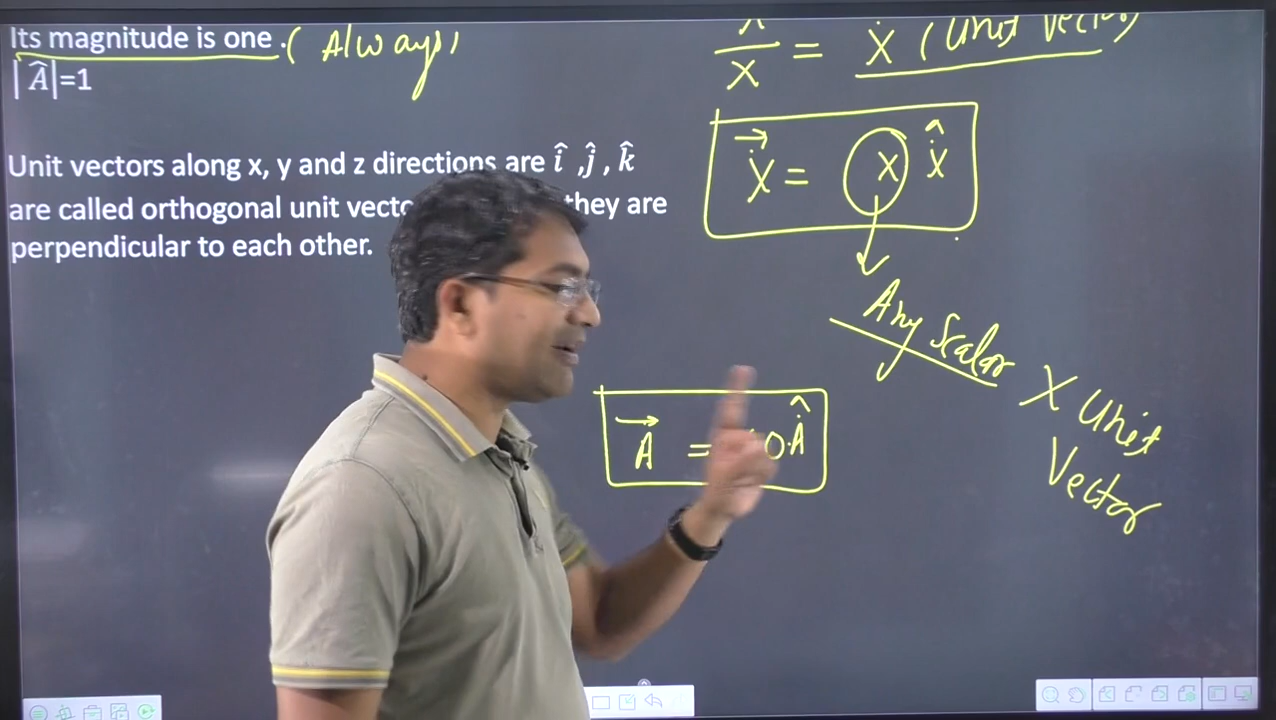 Its magnitude is one . ( Always )
| Â |=1
Unit vectors along x, y and z directions are î ,ĵ , k̂
are called orthogonal unit they are
perpendicular to each other.
X = X̂ (Unit Vector)
X⃗ = X X̂
Any Scalar X Unit
Vector
A⃗ = 0 Â